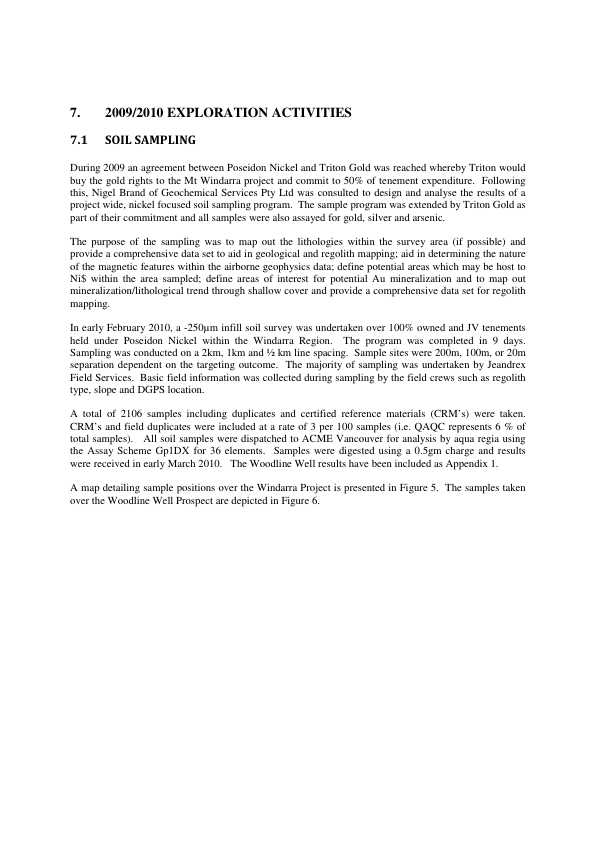 7. 2009/2010 EXPLORATION ACTIVITIES
7.1 SOIL SAMPLING
During 2009 an agreement between Poseidon Nickel and Triton Gold was reached whereby Triton would
buy the gold rights to the Mt Windarra project and commit to 50% of tenement expenditure. Following
this, Nigel Brand of Geochemical Services Pty Ltd was consulted to design and analyse the results of a
project wide, nickel focused soil sampling program. The sample program was extended by Triton Gold as
part of their commitment and all samples were also assayed for gold, silver and arsenic.
The purpose of the sampling was to map out the lithologies within the survey area (if possible) and
provide a comprehensive data set to aid in geological and regolith mapping; aid in determining the nature
of the magnetic features within the airborne geophysics data; define potential areas which may be host to
Ni$ within the area sampled; define areas of interest for potential Au mineralization and to map out
mineralization/lithological trend through shallow cover and provide a comprehensive data set for regolith
mapping.
In early February 2010, a -250µm infill soil survey was undertaken over 100% owned and JV tenements
held under Poseidon Nickel within the Windarra Region. The program was completed in 9 days.
Sampling was conducted on a 2km, 1km and ½ km line spacing. Sample sites were 200m, 100m, or 20m
separation dependent on the targeting outcome. The majority of sampling was undertaken by Jeandrex
Field Services. Basic field information was collected during sampling by the field crews such as regolith
type, slope and DGPS location.
A total of 2106 samples including duplicates and certified reference materials (CRM's) were taken.
CRM's and field duplicates were included at a rate of 3 per 100 samples (i.e. QAQC represents 6 % of
total samples). All soil samples were dispatched to ACME Vancouver for analysis by aqua regia using
the Assay Scheme Gp1DX for 36 elements. Samples were digested using a 0.5gm charge and results
were received in early March 2010. The Woodline Well results have been included as Appendix 1.
A map detailing sample positions over the Windarra Project is presented in Figure 5. The samples taken
over the Woodline Well Prospect are depicted in Figure 6.